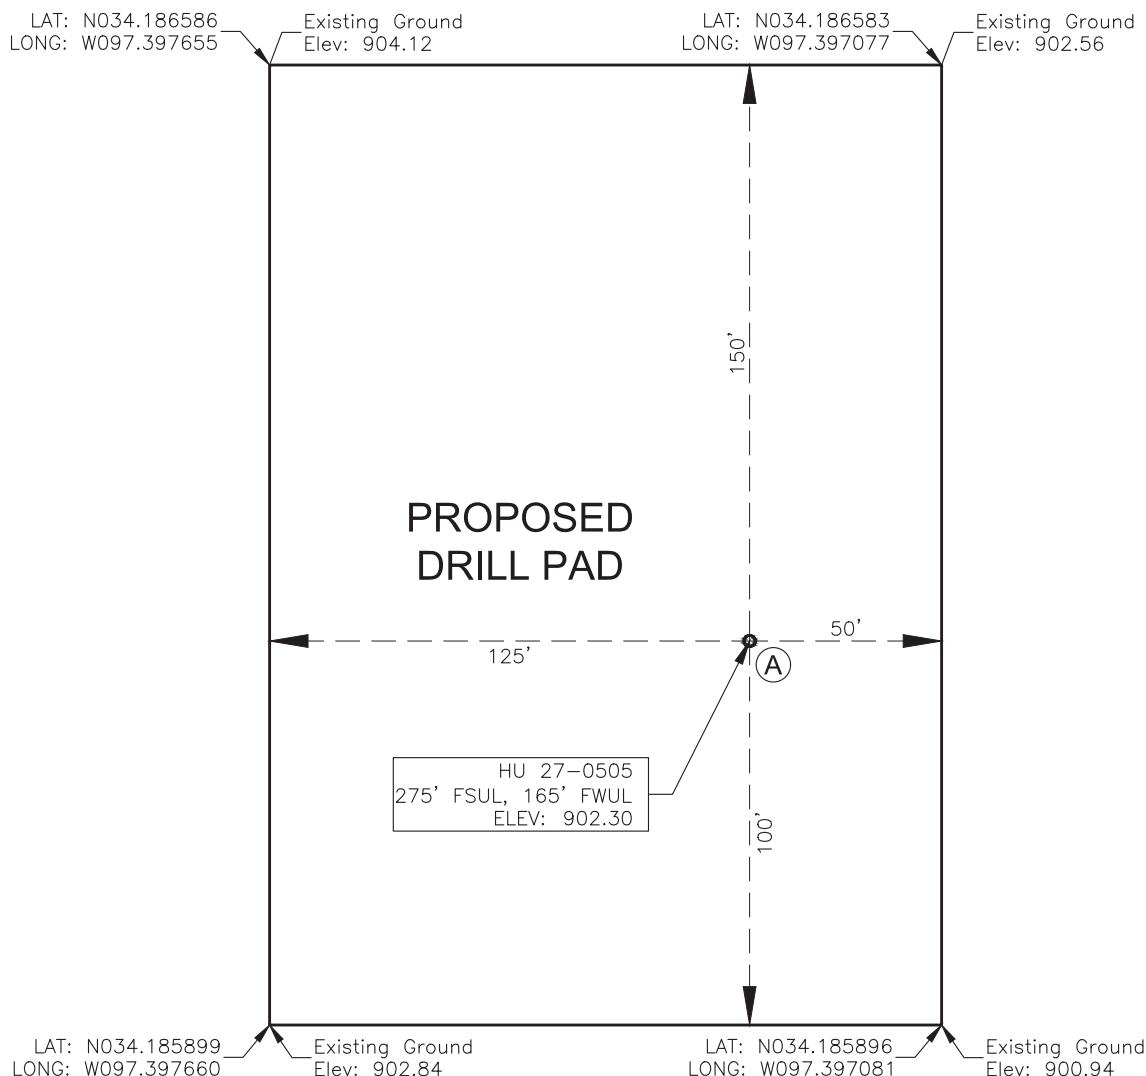 LAT: N034.186586
LONG: W097.397655
Existing Ground
Elev: 904.12
LAT: N034.186583
LONG: W097.397077
Existing Ground
Elev: 902.56
150'
PROPOSED
DRILL PAD
125'
50'
A
HU 27-0505
275' FSUL, 165' FWUL
ELEV: 902.30
100'
LAT: N034.185899
LONG: W097.397660
Existing Ground
Elev: 902.84
LAT: N034.185896
LONG: W097.397081
Existing Ground
Elev: 900.94